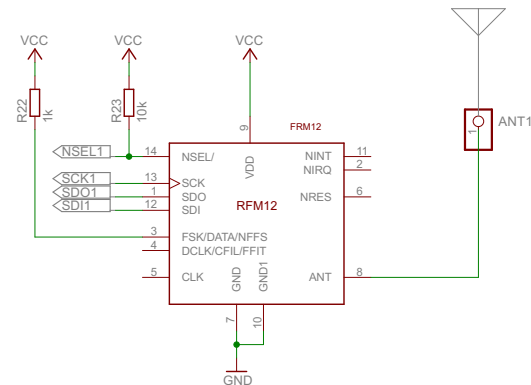 VCC
VCC
VCC
R22
1k
R23
10k
9
FRM12
ANT1
1
NSEL1
14
NSEL/
VDD
NINT
11
NIRQ
2
SCK1
13
SCK
SDO1
1
SDO
RFM12
NRES
6
SDI1
12
SDI
3
FSK/DATA/NFFS
4
DCLK/CFIL/FFIT
5
CLK
GND
GND1
ANT
8
7
10
GND